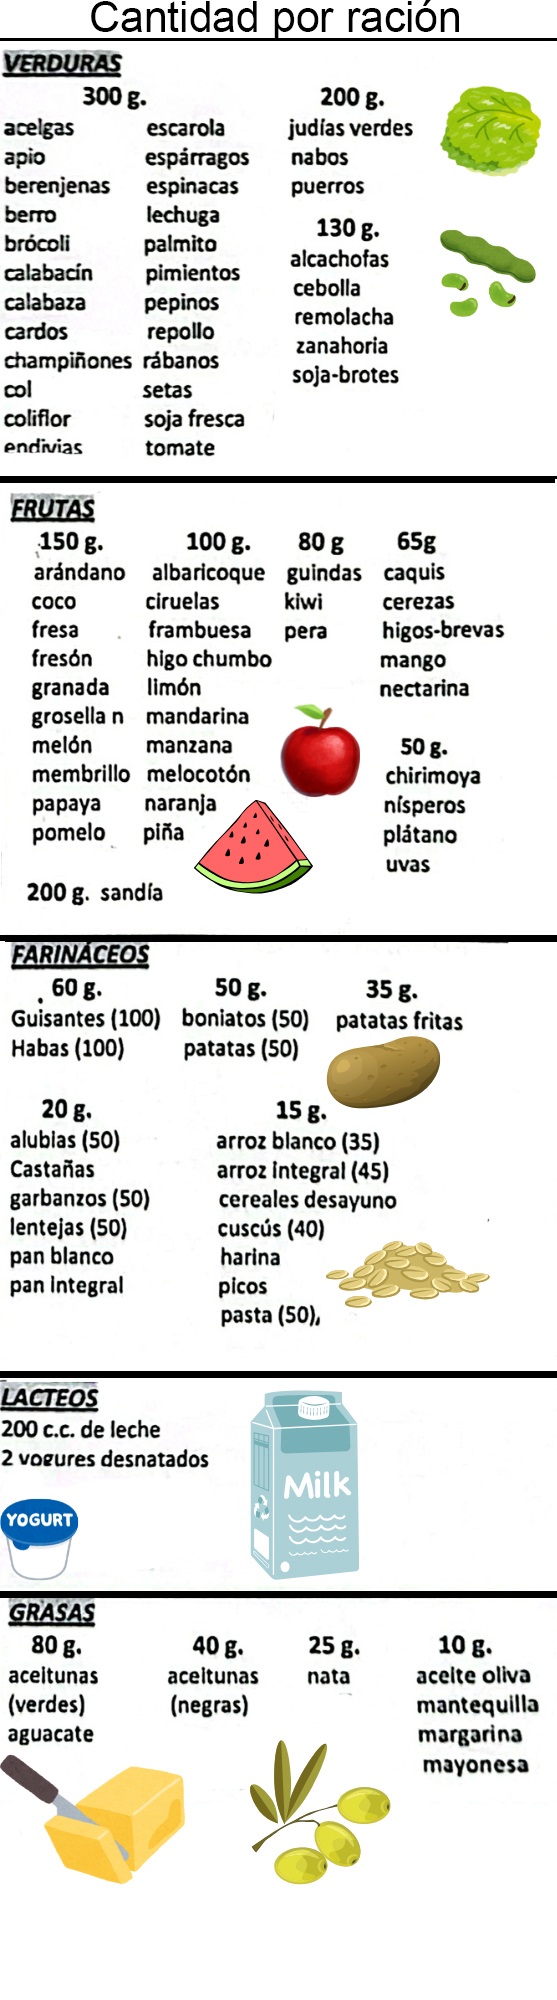 Cantidad por ración
VERDURAS
300 g.
acelgas
apio
berenjenas
berro
brócoli
calabacín
calabaza
cardos
champiñones
col
coliflor
endivias
escarola
espárragos
espinacas
lechuga
palmito
pimientos
pepinos
repollo
rábanos
setas
soja fresca
tomate
200 g.
judías verdes
nabos
puerros
130 g.
alcachofas
cebolla
remolacha
zanahoria
soja-brotes
FRUTAS
150 g.
arándano
coco
fresa
fresón
granada
grosella n
melón
membrillo
papaya
pomelo
200 g. sandía
100 g.
albaricoque
ciruelas
frambuesa
higo chumbo
limón
mandarina
manzana
melocotón
naranja
piña
80 g
guindas
kiwi
pera
65g
caquis
cerezas
higos-brevas
mango
nectarina
50 g.
chirimoya
nísperos
plátano
uvas
FARINÁCEOS
60 g.
Guisantes (100)
Habas (100)
50 g.
boniatos (50)
patatas (50)
35 g.
patatas fritas
20 g.
alubias (50)
Castañas
garbanzos (50)
lentejas (50)
pan blanco
pan integral
15 g.
arroz blanco (35)
arroz integral (45)
cereales desayuno
cuscús (40)
harina
picos
pasta (50),
LACTEOS
200 c.c. de leche
2 yogures desnatados
YOGURT
Milk
GRASAS
80 g.
aceitunas
(verdes)
aguacate
40 g.
aceitunas
(negras)
25 g.
nata
10 g.
aceite oliva
mantequilla
margarina
mayonesa